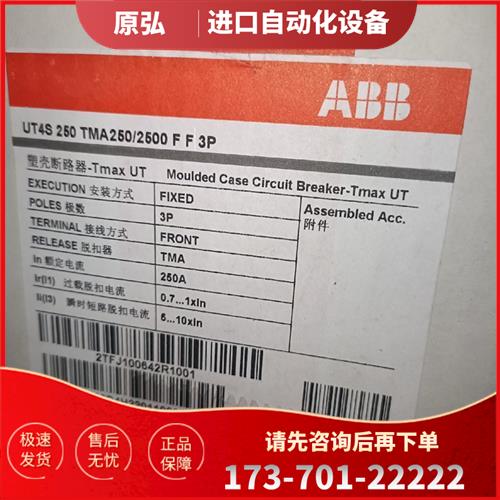 原弘 进口自动化设备
ABB
UT4S 250 TMA250/2500 F F 3P
塑壳断路器-Tmax UT Moulded Case Circuit Breaker-Tmax UT
EXECUTION 安装方式 FIXED Assembled Acc.
POLES 极数 3P 附件
TERMINAL 接线方式 FRONT
RELEASE 脱扣器 TMA
In 额定电流 250A
Ir(I1) 过载脱扣电流 0.7...1xIn
Ii(I3) 瞬时短路脱扣电流 5...10xIn
2TFJ100642R1001
极速发货 售后无忧 正品保障
请先咨询后再下单
173-701-22222